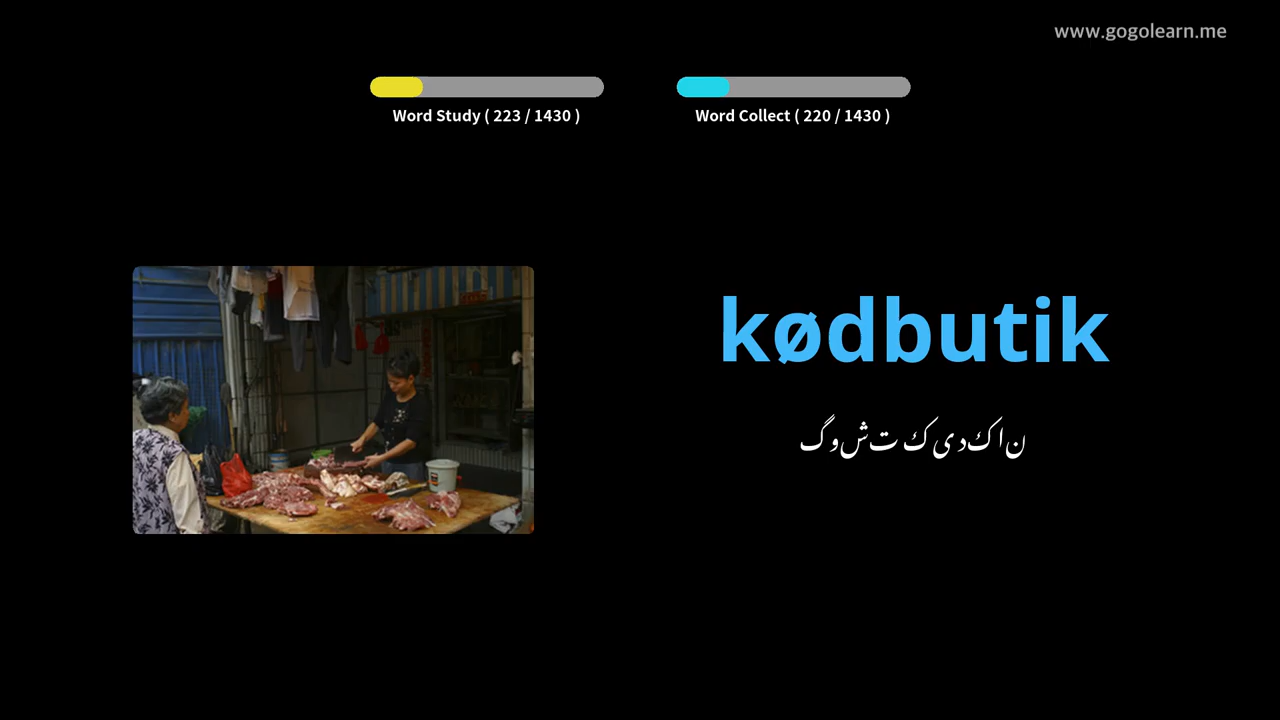 www.gogolearn.me
Word Study ( 223 / 1430 )
Word Collect ( 220 / 1430 )
kødbutik
گوشت کی دکان